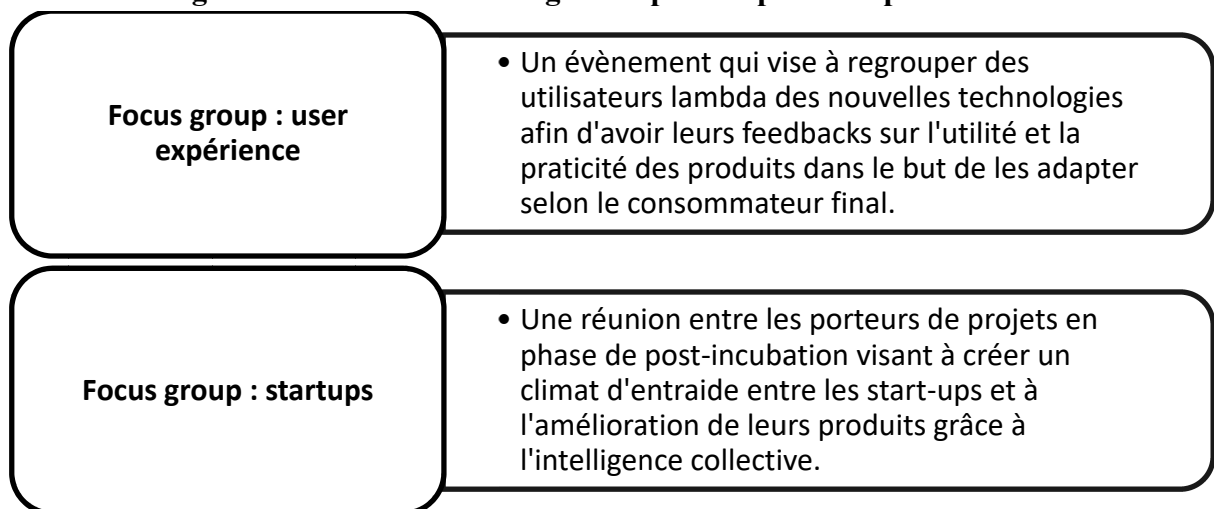 Focus group : user
expérience
• Un évènement qui vise à regrouper des
utilisateurs lambda des nouvelles technologies
afin d'avoir leurs feedbacks sur l'utilité et la
praticité des produits dans le but de les adapter
selon le consommateur final.
Focus group : startups
• Une réunion entre les porteurs de projets en
phase de post-incubation visant à créer un
climat d'entraide entre les start-ups et à
l'amélioration de leurs produits grâce à
l'intelligence collective.